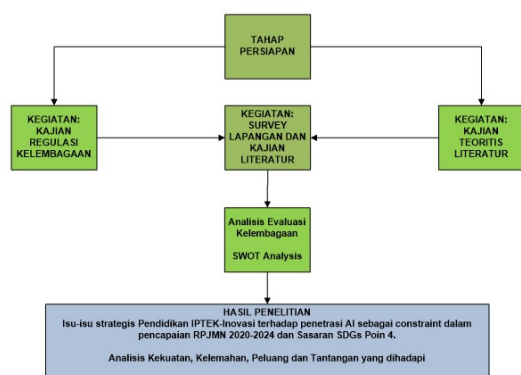 TAHAP
PERSIAPAN
KEGIATAN:
KAJIAN
REGULASI
KELEMBAGAAN
KEGIATAN:
SURVEY
LAPANGAN DAN
KAJIAN
LITERATUR
KEGIATAN:
KAJIAN
TEORITIS
LITERATUR
Analisis Evaluasi
Kelembagaan
SWOT Analysis
HASIL PENELITIAN
Isu-isu strategis Pendidikan IPTEK-Inovasi terhadap penetrasi AI sebagai constraint dalam
pencapaian RPJMN 2020-2024 dan Sasaran SDGs Poin 4.
Analisis Kekuatan, Kelemahan, Peluang dan Tantangan yang dihadapi